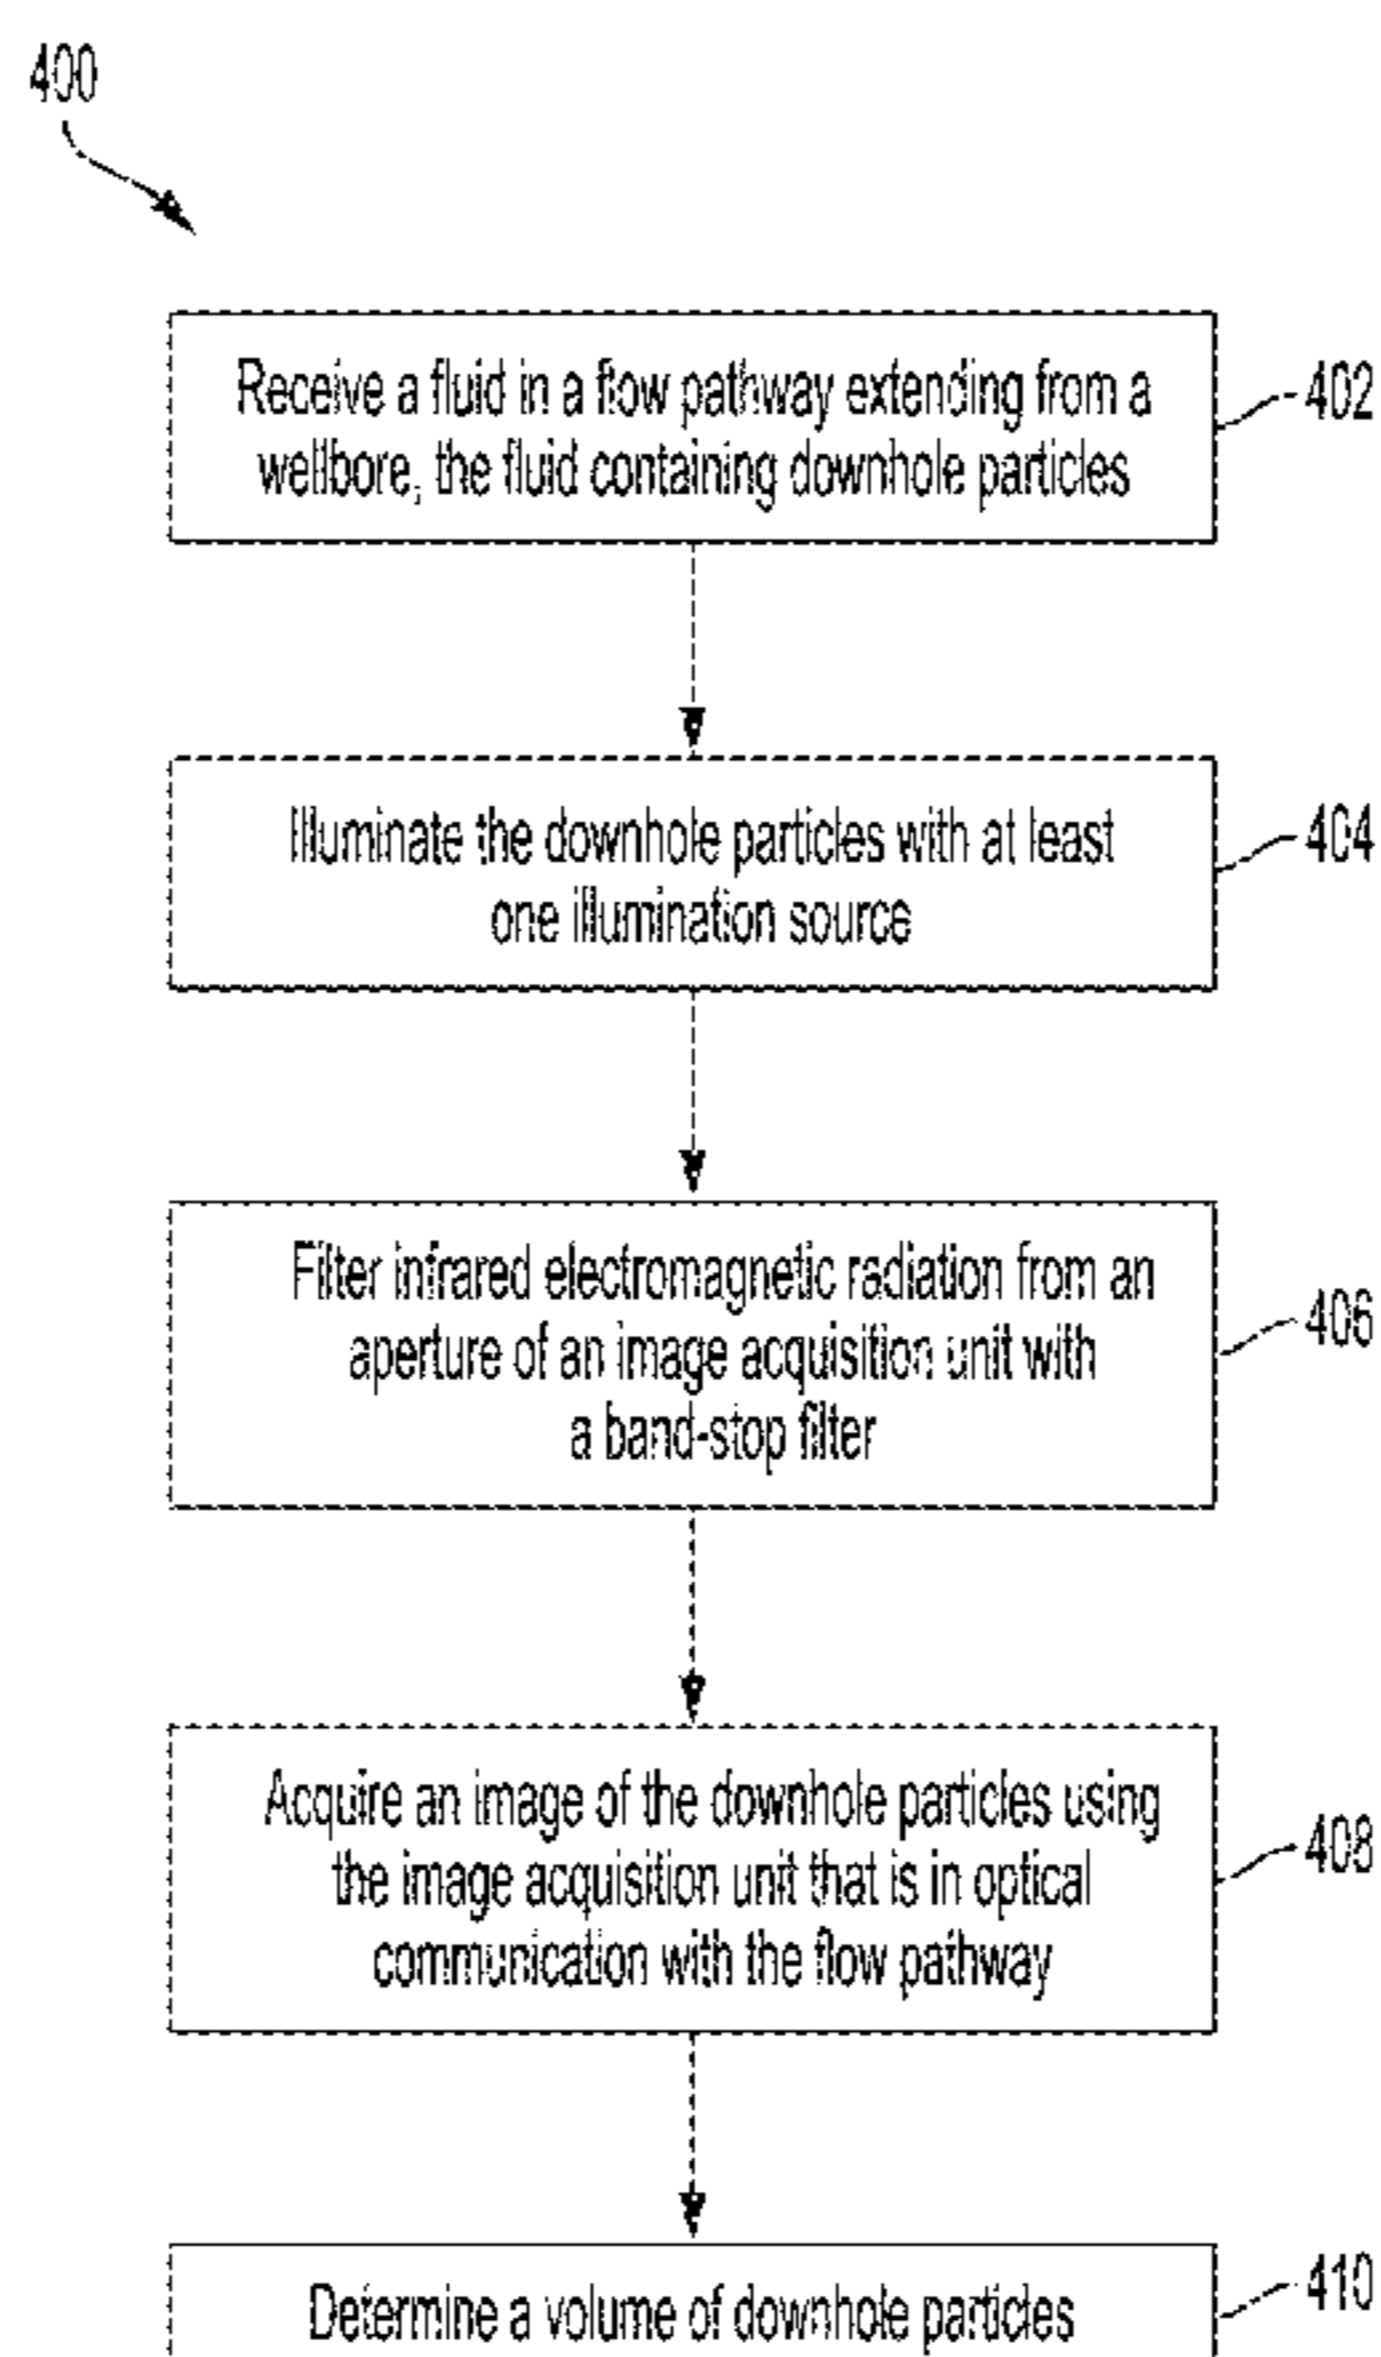 400
Receive a fluid in a flow pathway extending from a
wellbore, the fluid containing downhole particles
402
Illuminate the downhole particles with at least
one illumination source
404
Filter infrared electromagnetic radiation from an
aperture of an image acquisition unit with
a band-stop filter
406
Acquire an image of the downhole particles using
the image acquisition unit that is in optical
communication with the flow pathway
408
Determine a volume of downhole particles
410